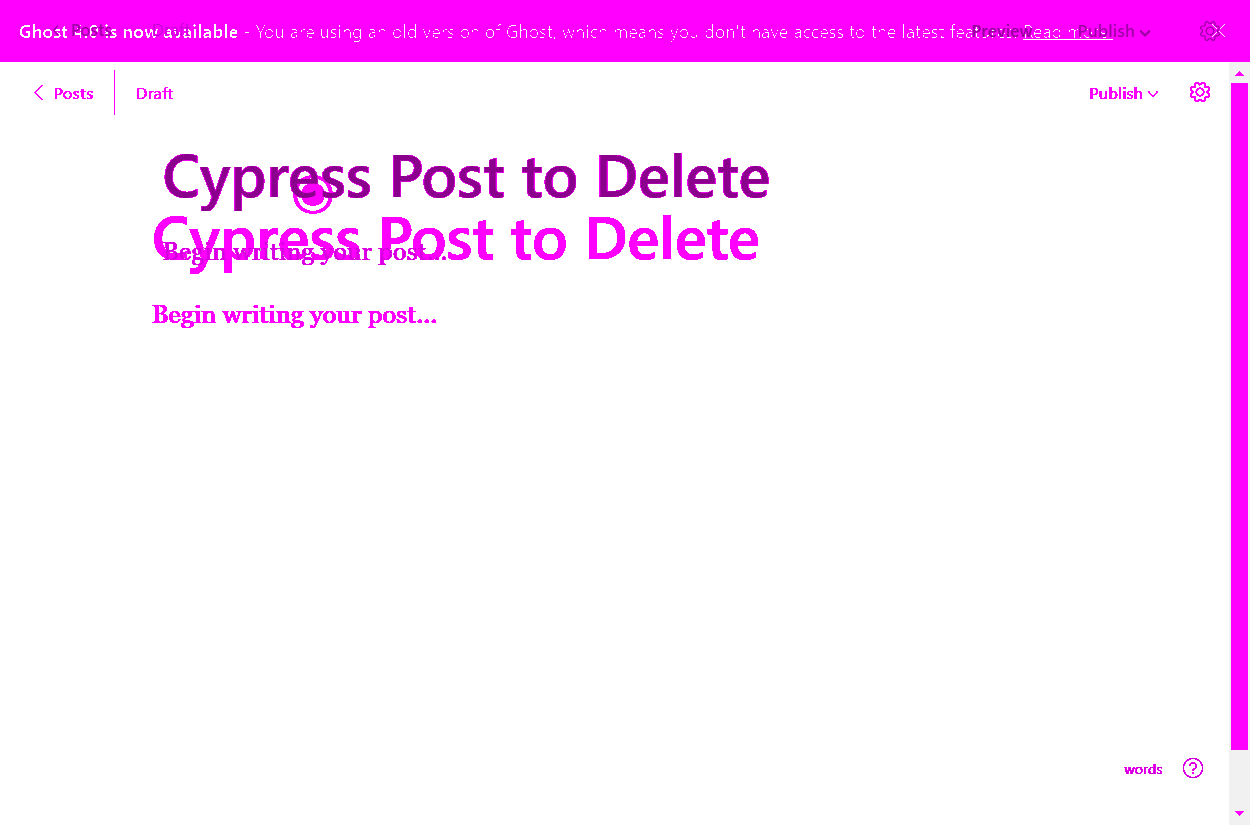 Ghost 4.0 is now available - You are using an old version of Ghost, which means you don't have access to the latest features. Read more
Posts Draft Preview Publish
Posts Draft Publish
Cypress Post to Delete
Cypress Post to Delete
Begin writing your post...
Begin writing your post...
words